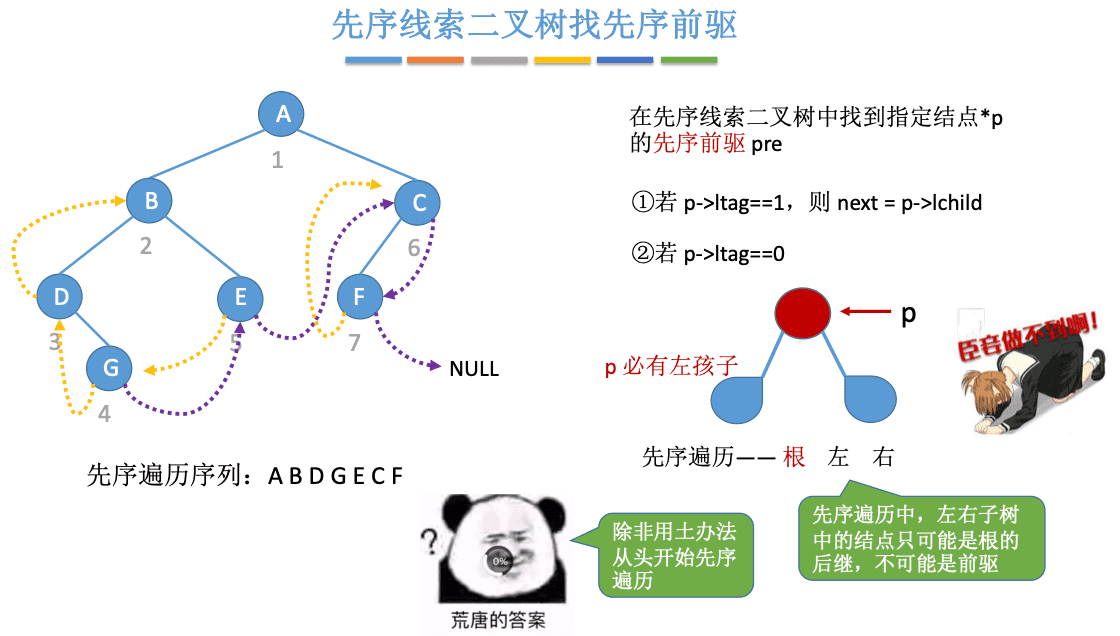 先序线索二叉树找先序前驱
A
1
B
2
C
6
D
3
E
5
F
7
G
4
NULL
先序遍历序列：A B D G E C F
在先序线索二叉树中找到指定结点*p
的先序前驱 pre
①若 p->ltag==1，则 next = p->lchild
②若 p->ltag==0
p
p 必有左孩子
先序遍历—— 根 左 右
臣妾做不到啊！
先序遍历中，左右子树
中的结点只可能是根的
后继，不可能是前驱
除非用土办法
从头开始先序
遍历
?
0%
荒唐的答案